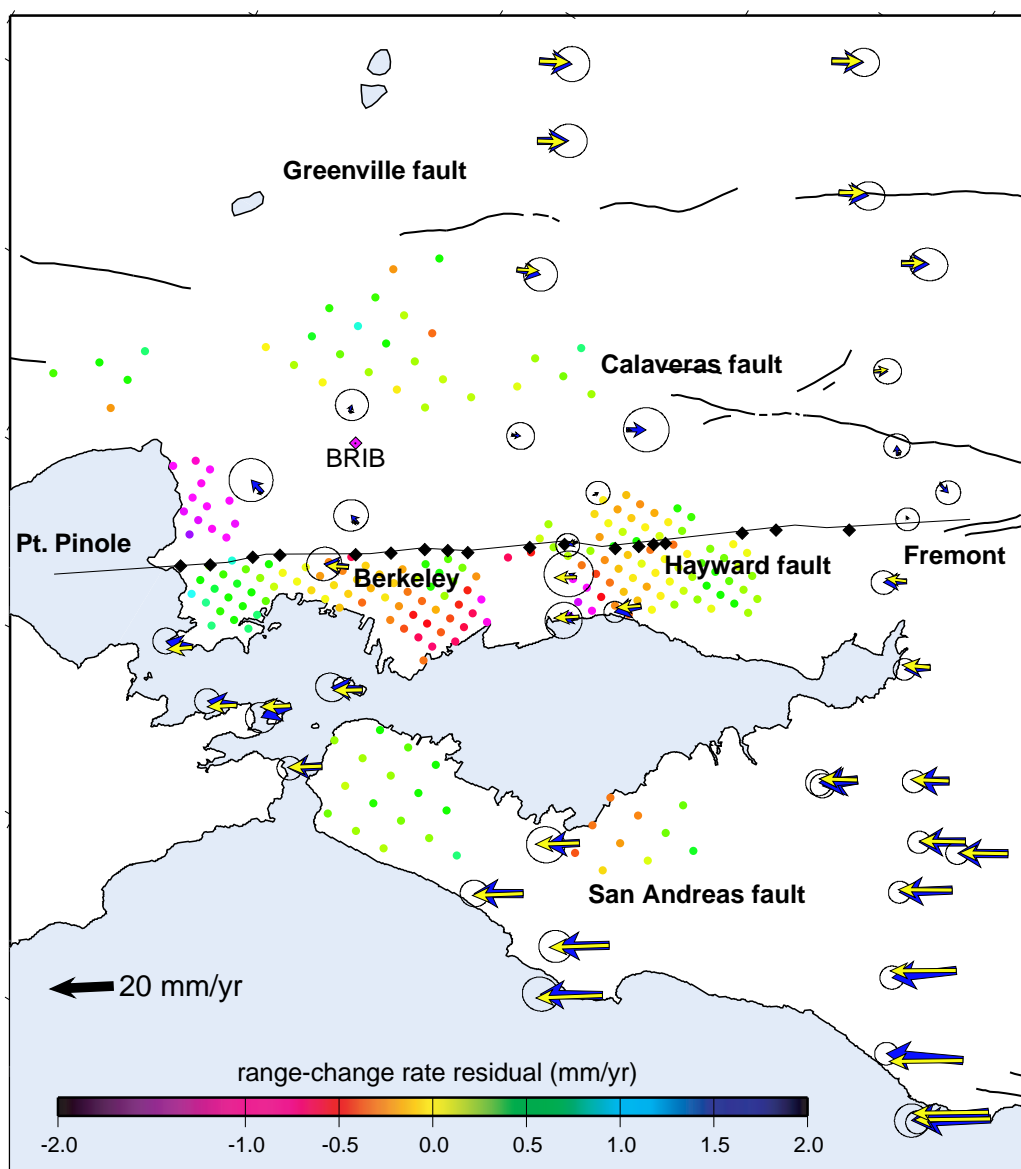 Greenville fault
Calaveras fault
BRIB
Pt. Pinole
Berkeley
Hayward fault
Fremont
San Andreas fault
20 mm/yr
range-change rate residual (mm/yr)
-2.0 -1.0 -0.5 0.0 0.5 1.0 1.5 2.0